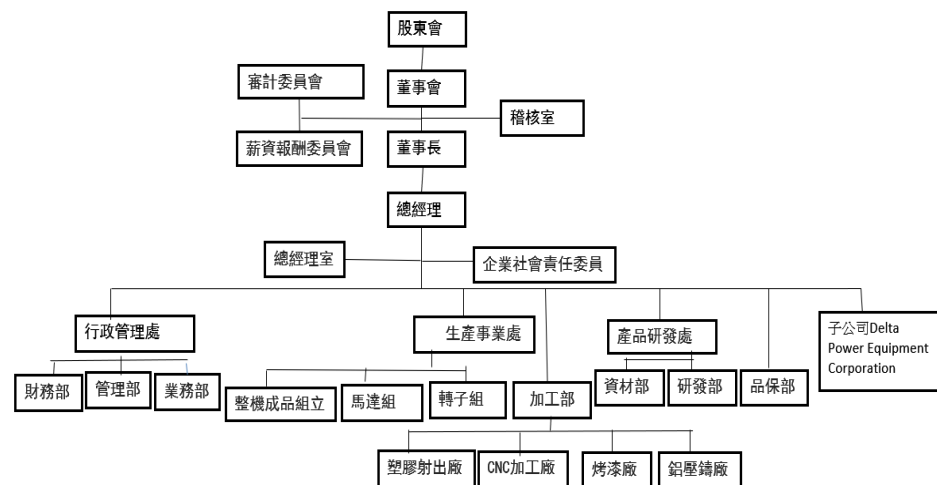 股東會
審計委員會
董事會
稽核室
薪資報酬委員會
董事長
總經理
總經理室
企業社會責任委員
行政管理處
生產事業處
產品研發處
子公司Delta
Power Equipment
Corporation
財務部
管理部
業務部
整機成品組立
馬達組
轉子組
加工部
資材部
研發部
品保部
塑膠射出廠
CNC加工廠
烤漆廠
鋁壓鑄廠